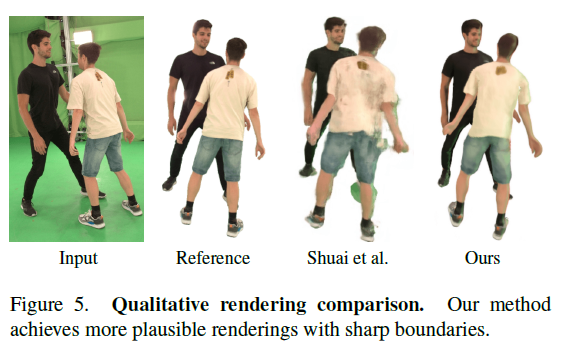 Input Reference Shuai et al. Ours
Figure 5. Qualitative rendering comparison. Our method
achieves more plausible renderings with sharp boundaries.